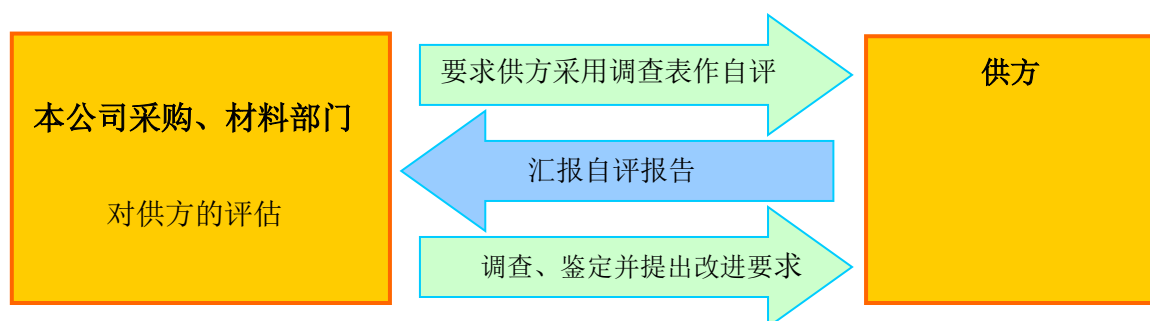 本公司采购、材料部门
对供方的评估
要求供方采用调查表作自评
汇报自评报告
调查、鉴定并提出改进要求
供方